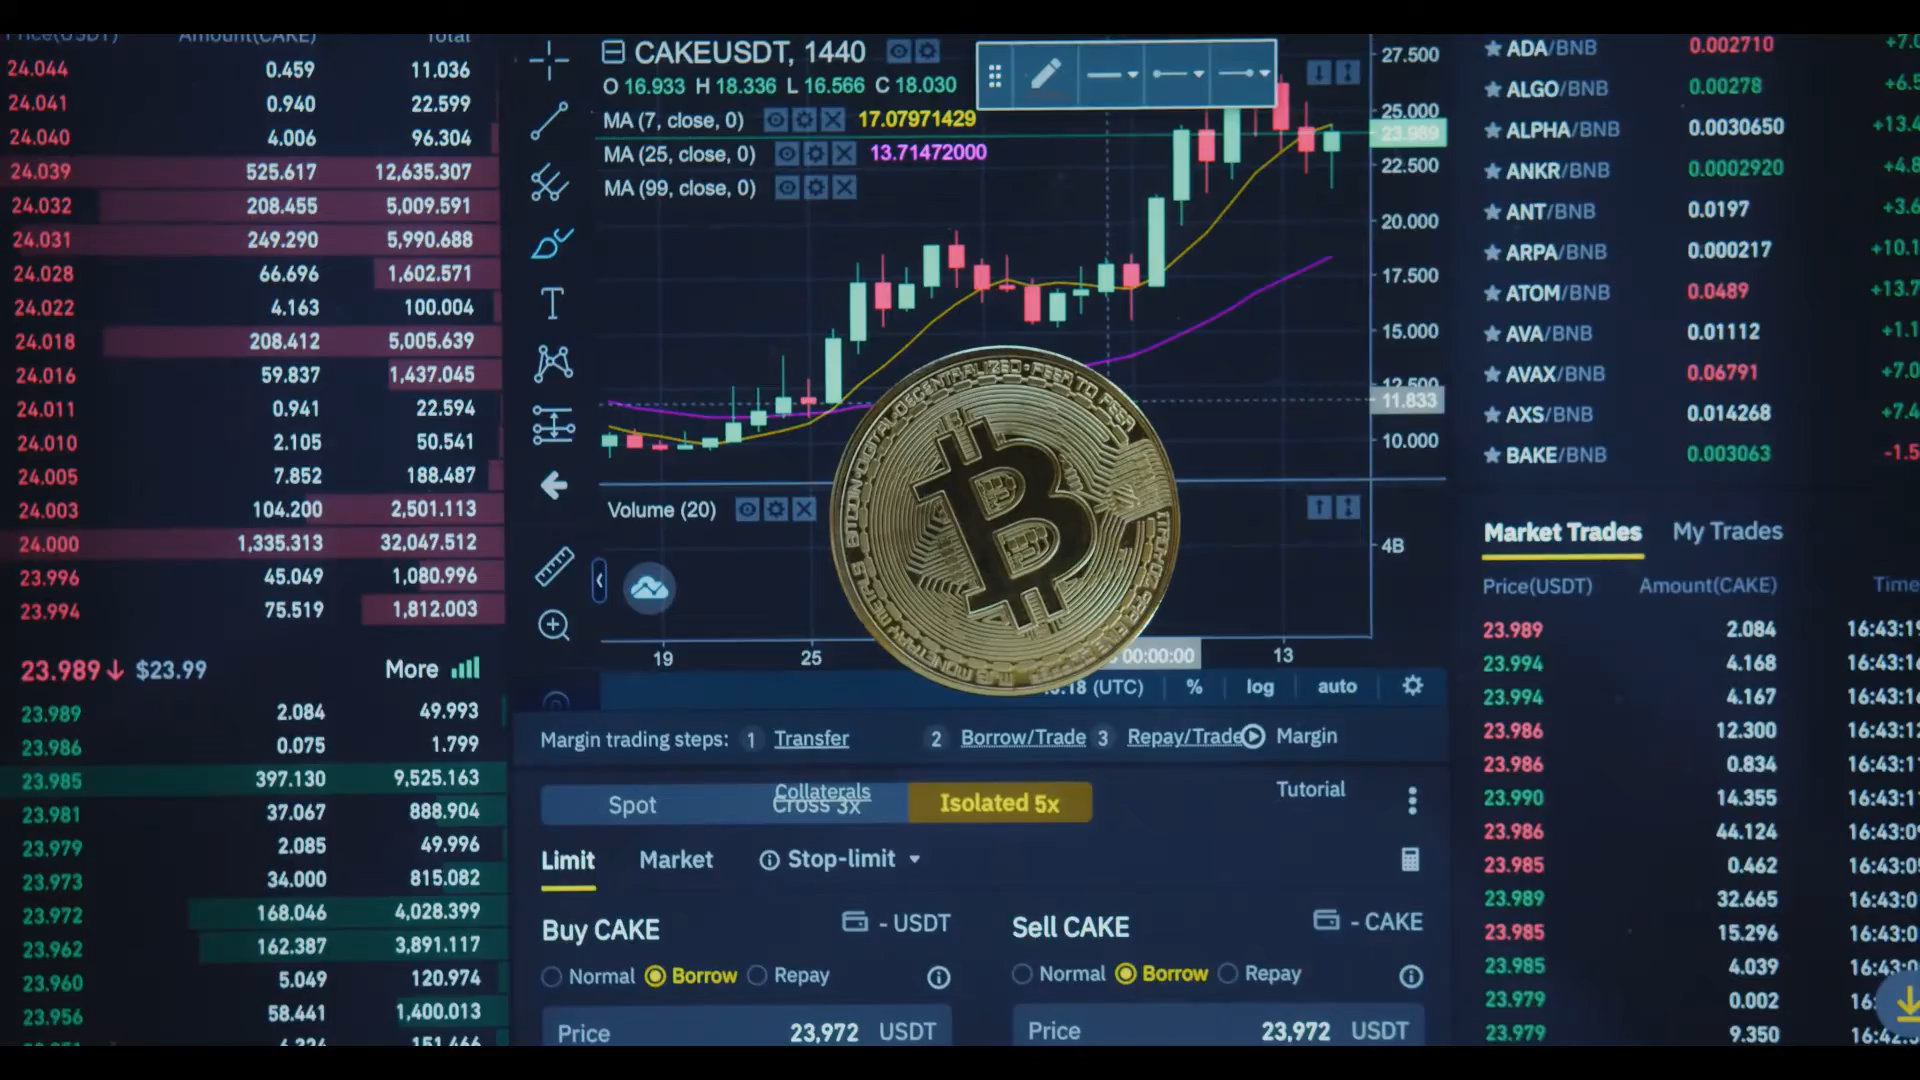 Price(USDT) Amount(CAKE) Total
24.044 0.459 11.036
24.041 0.940 22.599
24.040 4.006 96.304
24.039 525.617 12,635.307
24.032 208.455 5,009.591
24.031 249.290 5,990.688
24.028 66.696 1,602.571
24.022 4.163 100.004
24.018 208.412 5,005.639
24.016 59.837 1,437.045
24.011 0.941 22.594
24.010 2.105 50.541
24.005 7.852 188.487
24.003 104.200 2,501.113
24.000 1,335.313 32,047.512
23.996 45.049 1,080.996
23.994 75.519 1,812.003
23.989↓ $23.99 More
23.989 2.084 49.993
23.986 0.075 1.799
23.985 397.130 9,525.163
23.981 37.067 888.904
23.979 2.085 49.996
23.973 34.000 815.082
23.972 168.046 4,028.399
23.962 162.387 3,891.117
23.960 5.049 120.974
23.956 58.441 1,400.013
CAKEUSDT, 1440
O 16.933 H 18.336 L 16.566 C 18.030
MA (7, close, 0) 17.07971429
MA (25, close, 0) 13.71472000
MA (99, close, 0)
27.500
25.000
23.989
22.500
20.000
17.500
15.000
12.500
11.833
10.000
Volume (20)
4B
19 25 00:00:00 13
(UTC) % log auto
BITCON·DIGITAL·DECENTRALIZED·PEER TO PEER
B
Margin trading steps: 1 Transfer 2 Borrow/Trade 3 Repay/Trade Margin
Collaterals Tutorial
Spot Cross 3x Isolated 5x
Limit Market Stop-limit
Buy CAKE - USDT
Normal Borrow Repay
Price 23,972 USDT
Sell CAKE - CAKE
Normal Borrow Repay
Price 23,972 USDT
ADA/BNB 0.002710
ALGO/BNB 0.00278
ALPHA/BNB 0.0030650
ANKR/BNB 0.0002920
ANT/BNB 0.0197
ARPA/BNB 0.000217
ATOM/BNB 0.0489
AVA/BNB 0.01112
AVAX/BNB 0.06791
AXS/BNB 0.014268
BAKE/BNB 0.003063
Market Trades My Trades
Price(USDT) Amount(CAKE) Time
23.989 2.084
23.994 4.168
23.994 4.167
23.986 12.300
23.986 0.834
23.990 14.355
23.986 44.124
23.985 0.462
23.989 32.665
23.985 15.296
23.985 4.039
23.979 0.002
23.979 9.350